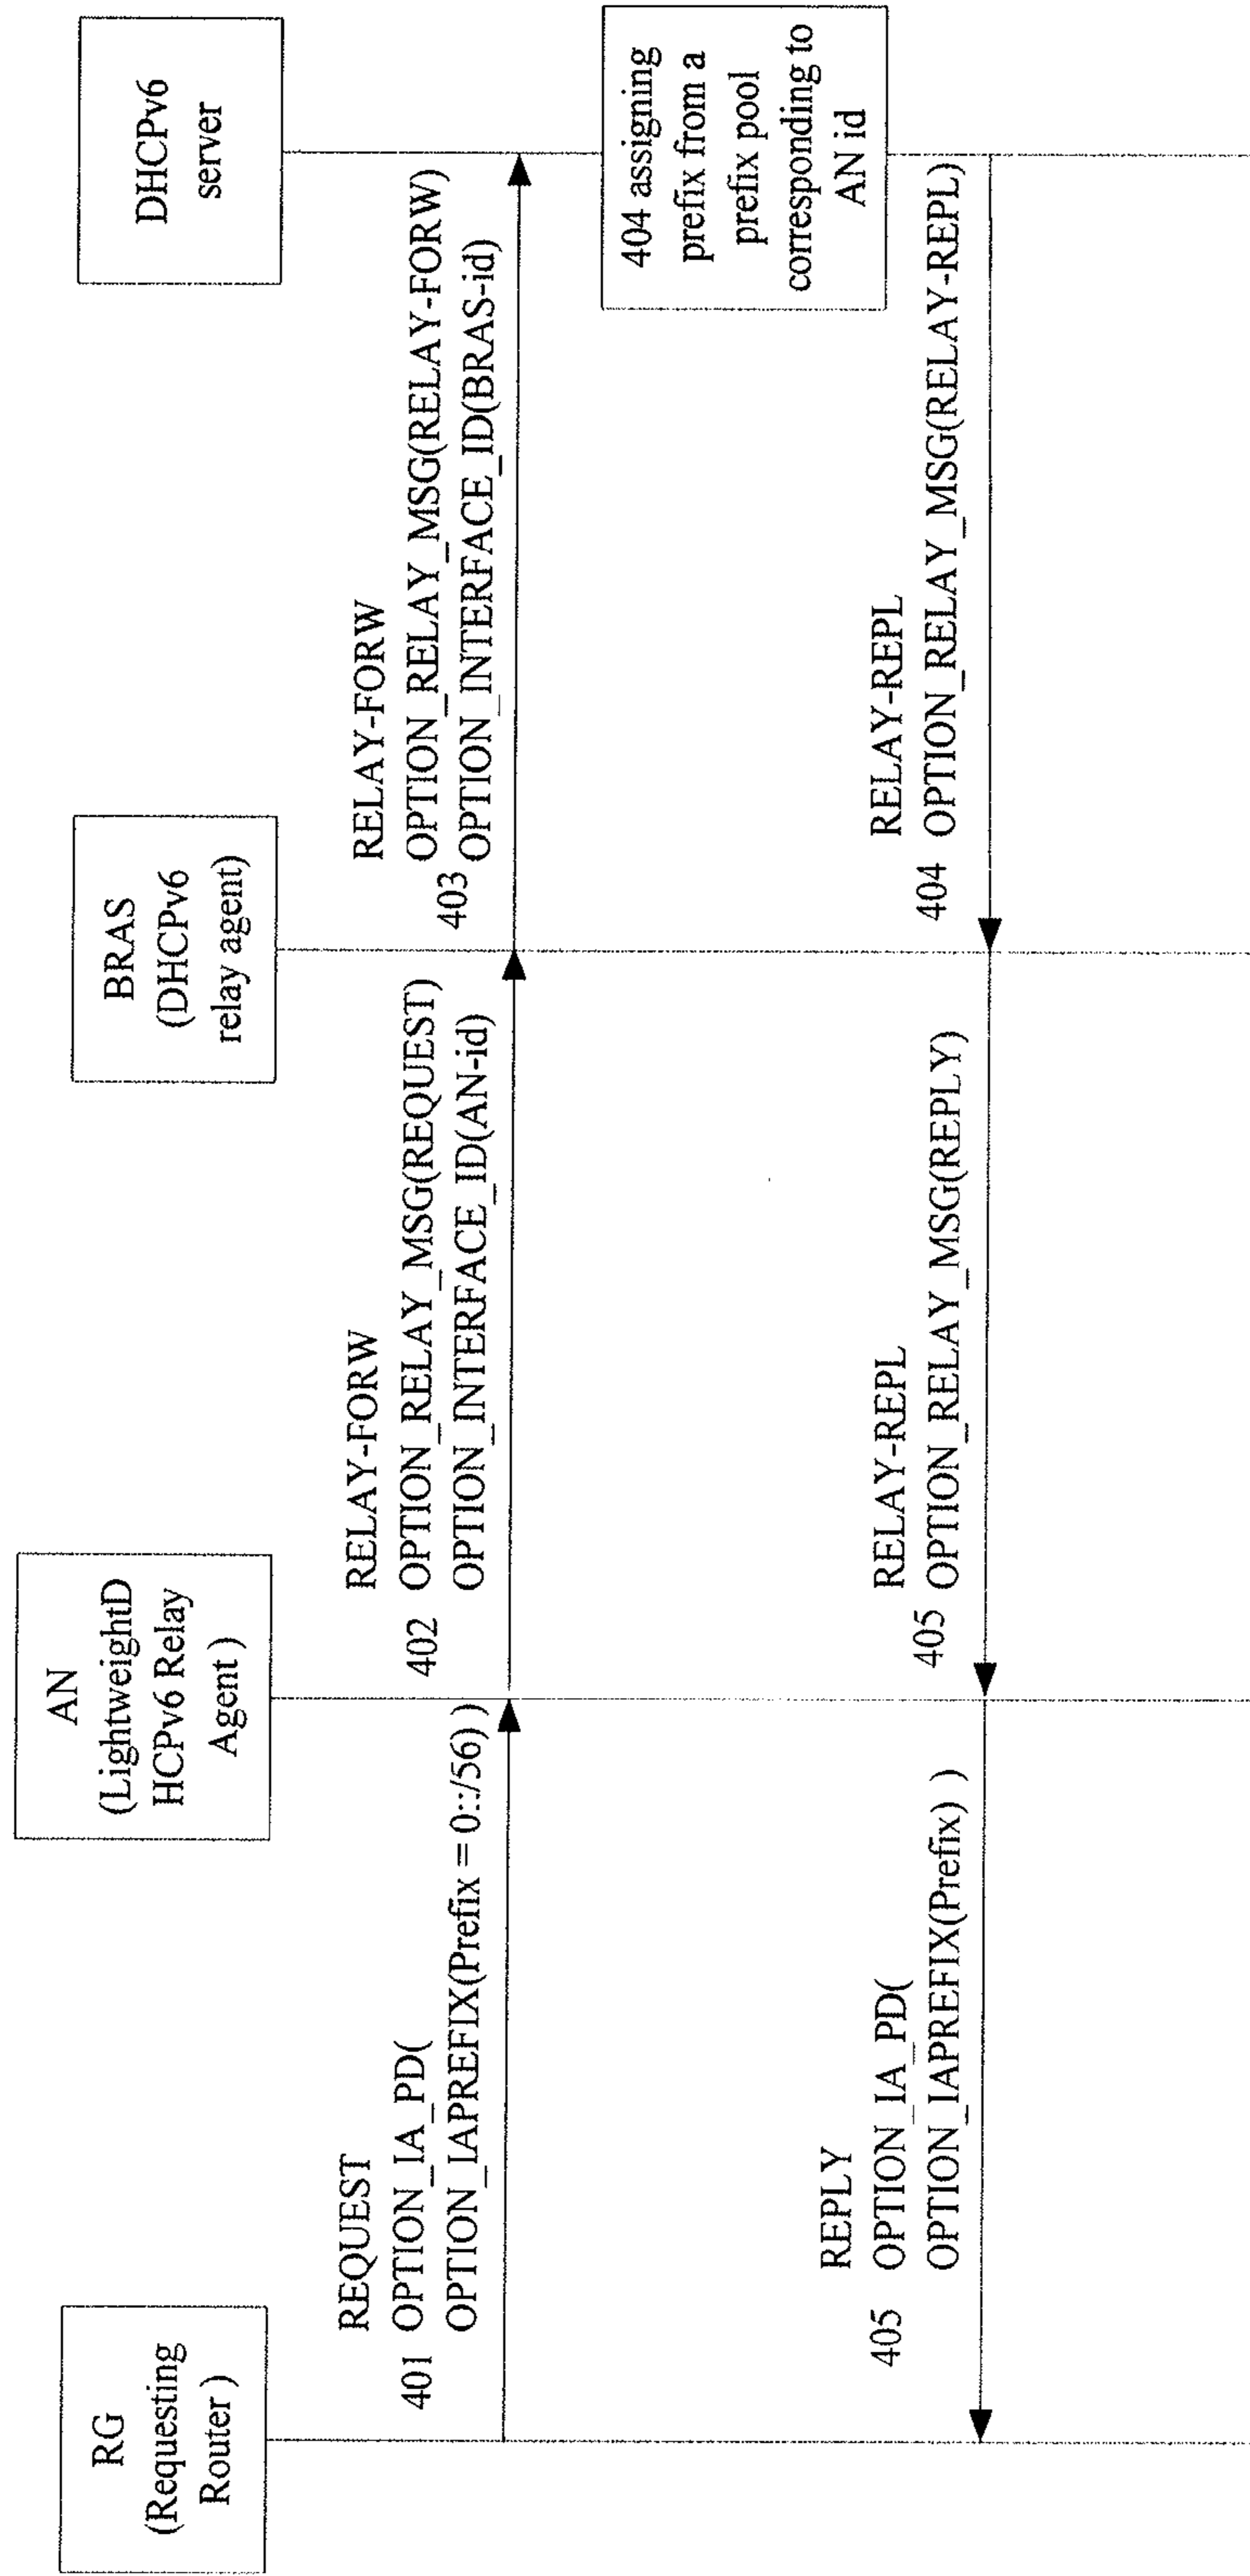 RG
(Requesting
Router )
AN
(LightweightD
HCPv6 Relay
Agent )
BRAS
(DHCPv6
relay agent)
DHCPv6
server
REQUEST
401 OPTION_IA_PD(
OPTION_IAPREFIX(Prefix = 0::/56) )
RELAY-FORW
402 OPTION_RELAY_MSG(REQUEST)
OPTION_INTERFACE_ID(AN-id)
RELAY-FORW
OPTION_RELAY_MSG(RELAY-FORW)
403 OPTION_INTERFACE_ID(BRAS-id)
404 assigning
prefix from a
prefix pool
corresponding to
AN id
RELAY-REPL
404 OPTION_RELAY_MSG(RELAY-REPL)
RELAY-REPL
405 OPTION_RELAY_MSG(REPLY)
REPLY
405 OPTION_IA_PD(
OPTION_IAPREFIX(Prefix) )